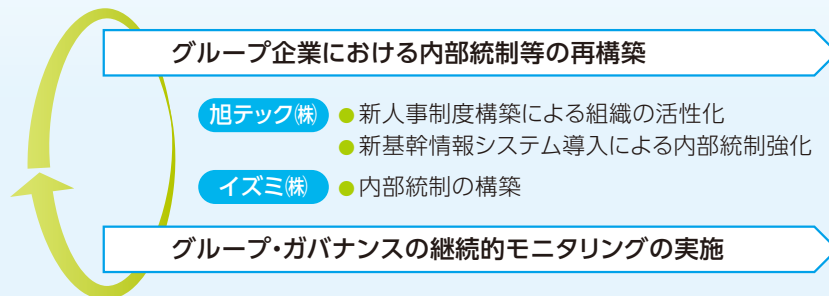 グループ企業における内部統制等の再構築
旭テック㈱ ●新人事制度構築による組織の活性化
●新基幹情報システム導入による内部統制強化
イズミ㈱ ●内部統制の構築
グループ・ガバナンスの継続的モニタリングの実施